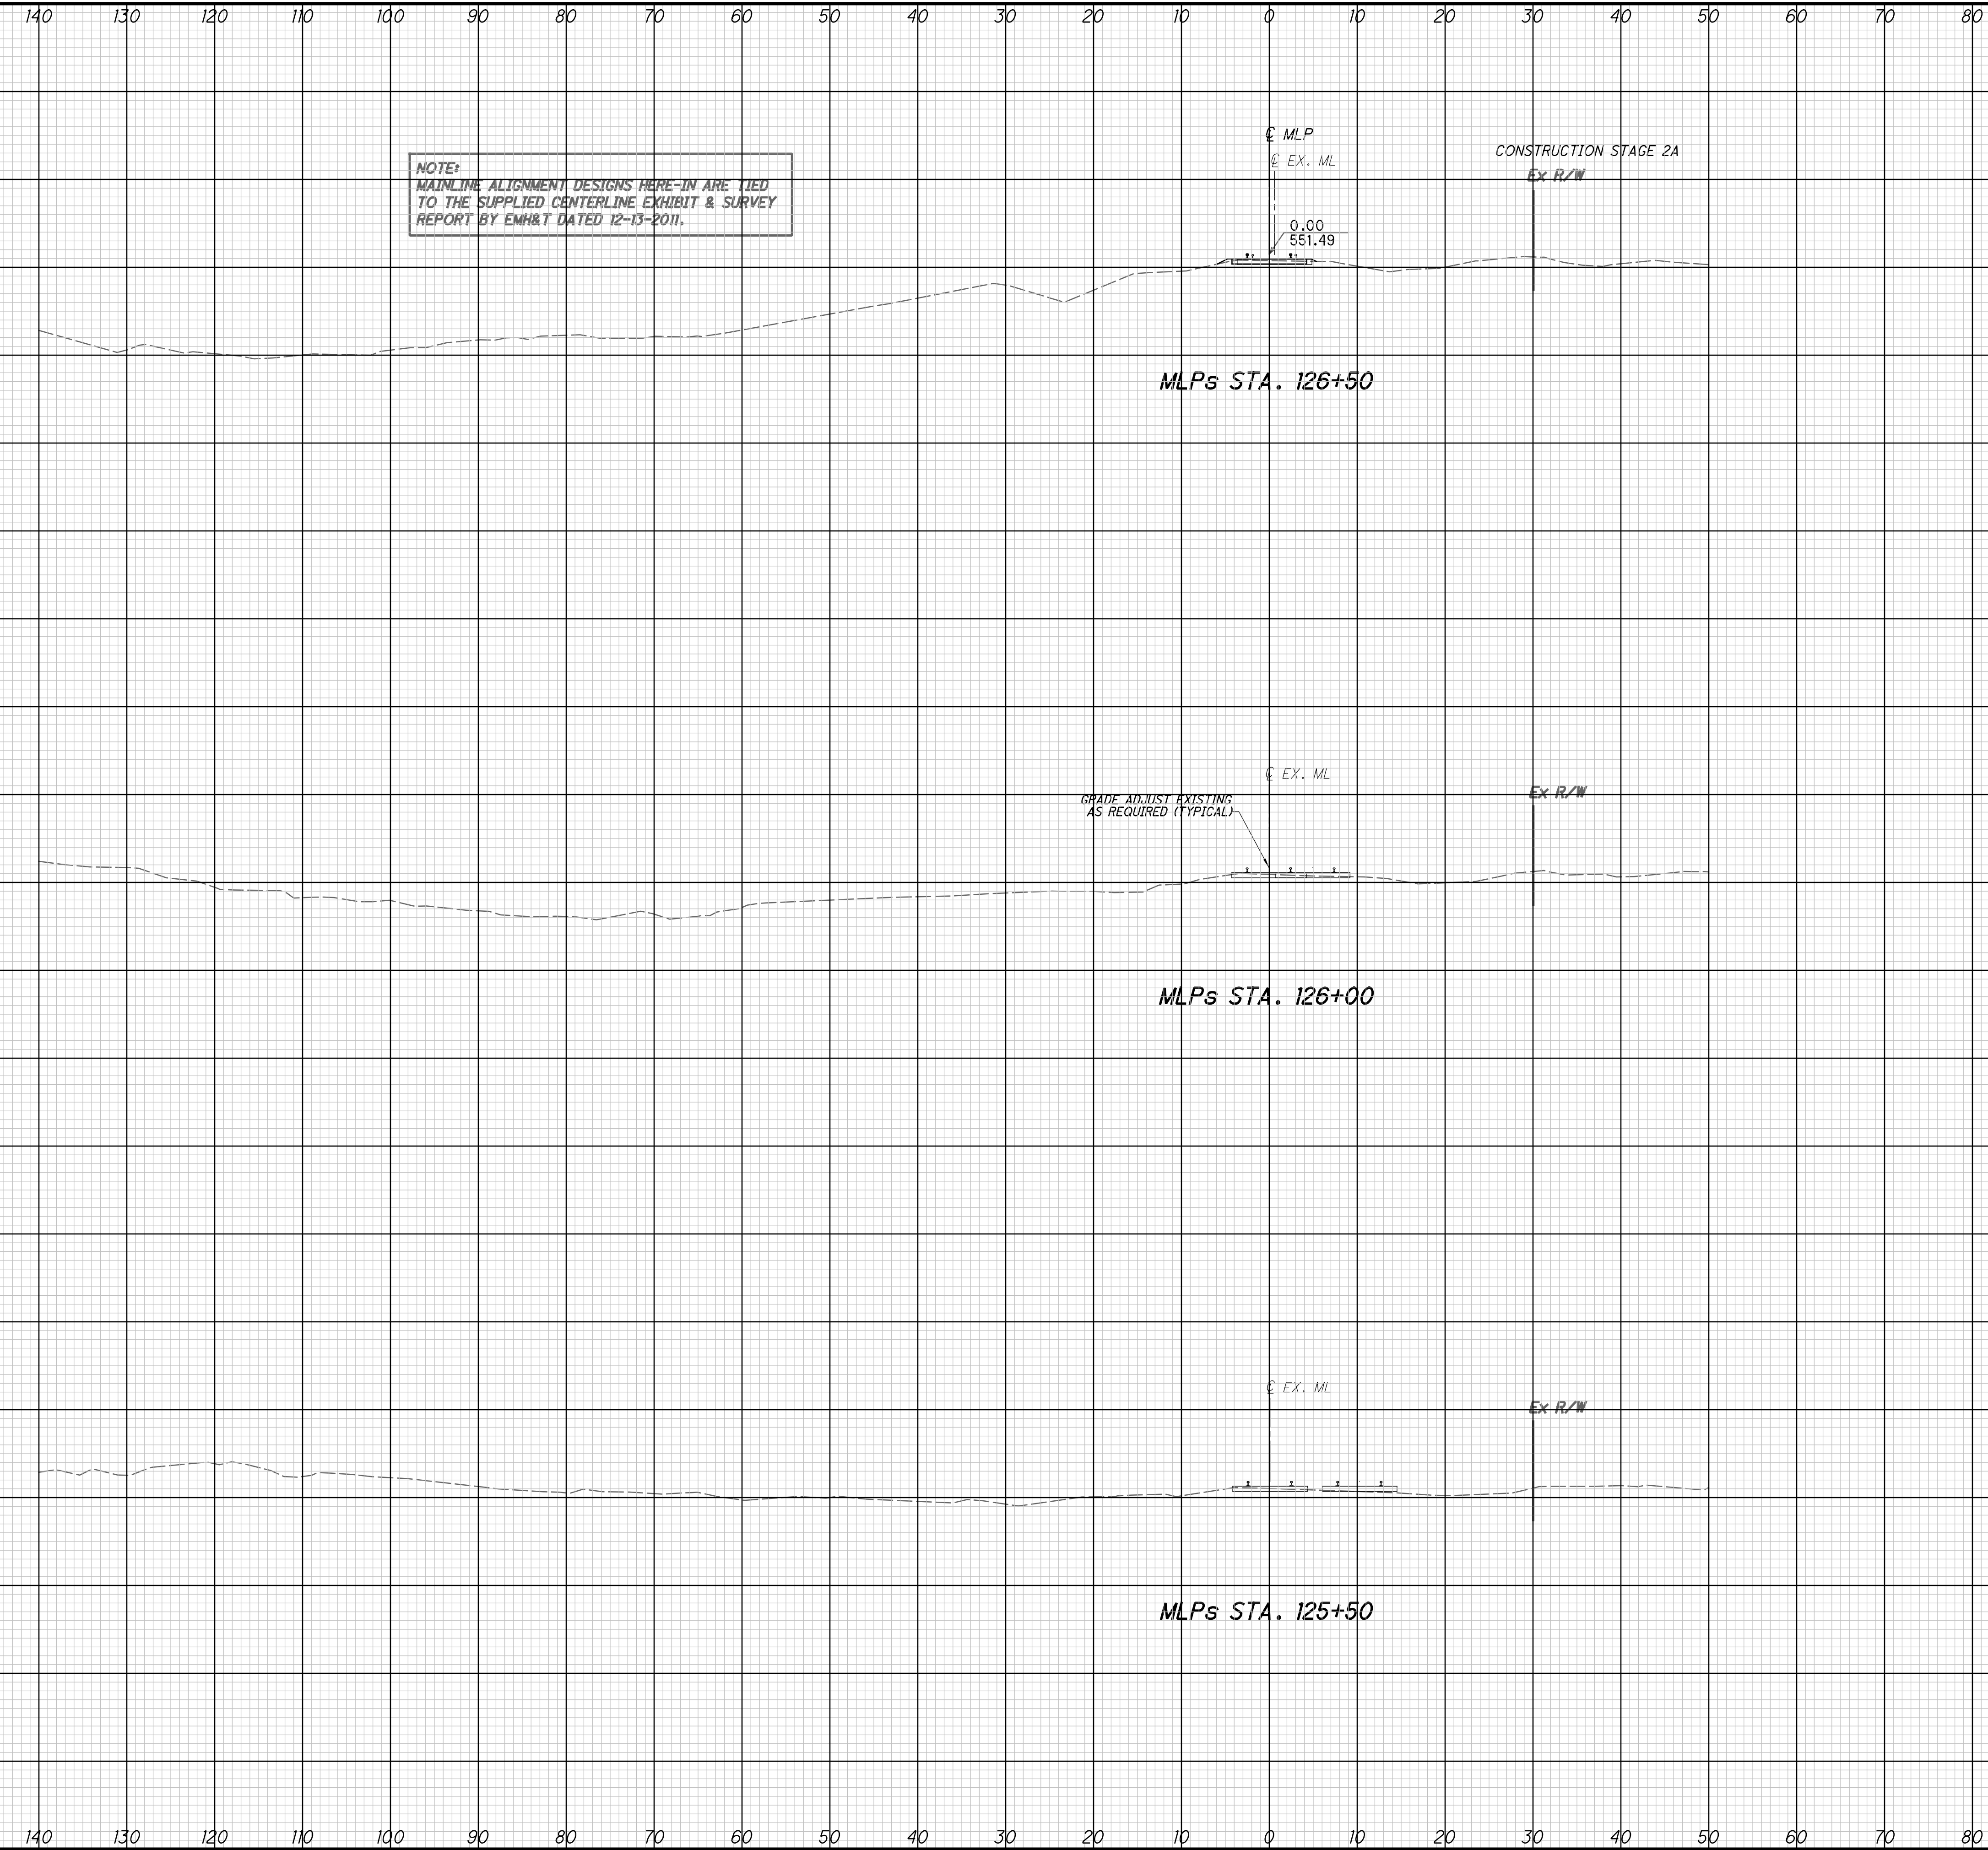 140 130 120 110 100 90 80 70 60 50 40 30 20 10 0 10 20 30 40 50 60 70 80
℄ MLP
℄ EX. ML
CONSTRUCTION STAGE 2A
Ex R/W
NOTE:
MAINLINE ALIGNMENT DESIGNS HERE-IN ARE TIED
TO THE SUPPLIED CENTERLINE EXHIBIT & SURVEY
REPORT BY EMH&T DATED 12-13-2011.
0.00
551.49
MLPs STA. 126+50
℄ EX. ML
GRADE ADJUST EXISTING
AS REQUIRED (TYPICAL)
Ex R/W
MLPs STA. 126+00
℄ EX. ML
Ex R/W
MLPs STA. 125+50
140 130 120 110 100 90 80 70 60 50 40 30 20 10 0 10 20 30 40 50 60 70 80